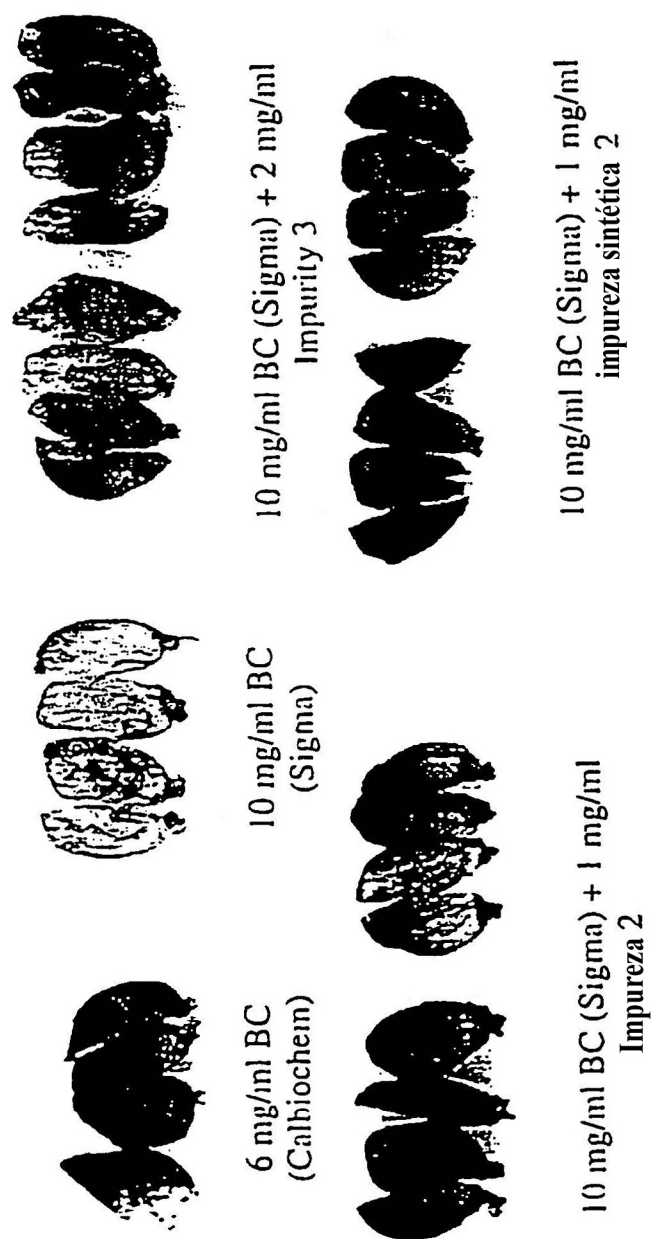 6 mg/ml BC
(Calbiochem)
10 mg/ml BC
(Sigma)
10 mg/ml BC (Sigma) + 2 mg/ml
Impurity 3
10 mg/ml BC (Sigma) + 1 mg/ml
Impureza 2
10 mg/ml BC (Sigma) + 1 mg/ml
impureza sintética 2